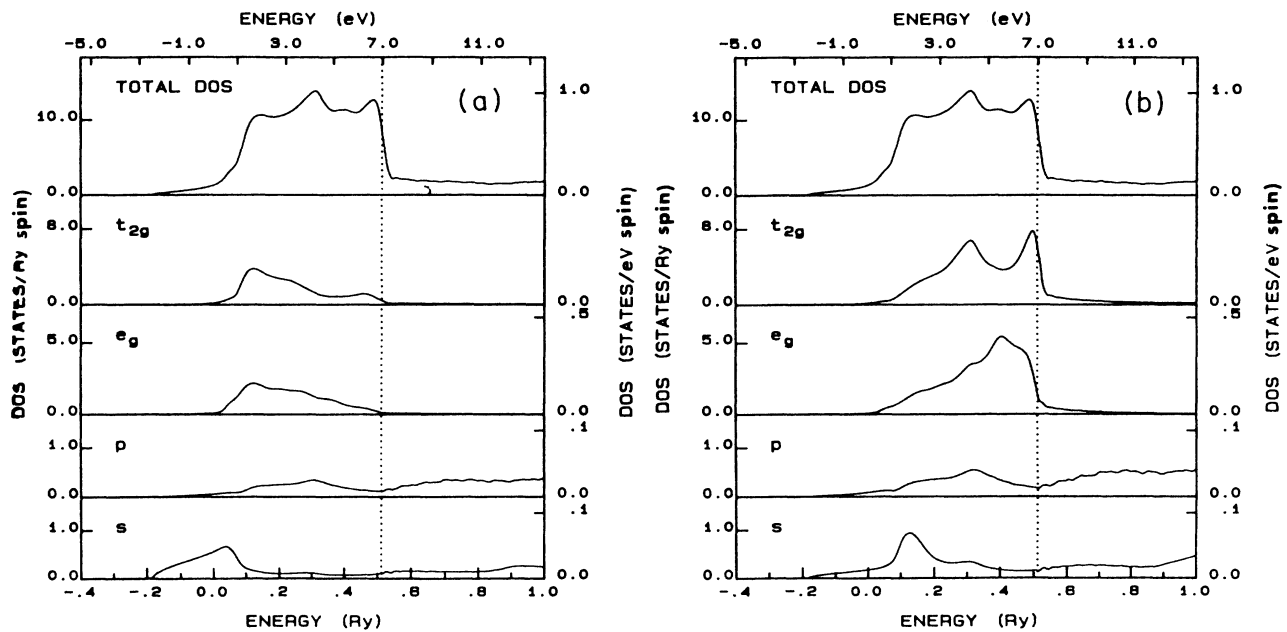 ENERGY (eV)
-5.0 -1.0 3.0 7.0 11.0
TOTAL DOS
(a)
10.0
0.0
1.0
0.0
t2g
8.0
0.0
0.0
.5
eg
5.0
0.0
0.0
.1
p
1.0
0.0
0.0
.1
s
1.0
0.0
0.0
DOS (STATES/Ry spin)
DOS (STATES/eV spin)
-.4 -.2 0.0 .2 .4 .6 .8 1.0
ENERGY (Ry)
ENERGY (eV)
-5.0 -1.0 3.0 7.0 11.0
TOTAL DOS
(b)
10.0
0.0
1.0
0.0
t2g
8.0
0.0
0.0
.5
eg
5.0
0.0
0.0
.1
p
1.0
0.0
0.0
.1
s
1.0
0.0
0.0
DOS (STATES/Ry spin)
DOS (STATES/eV spin)
-.4 -.2 0.0 .2 .4 .6 .8 1.0
ENERGY (Ry)